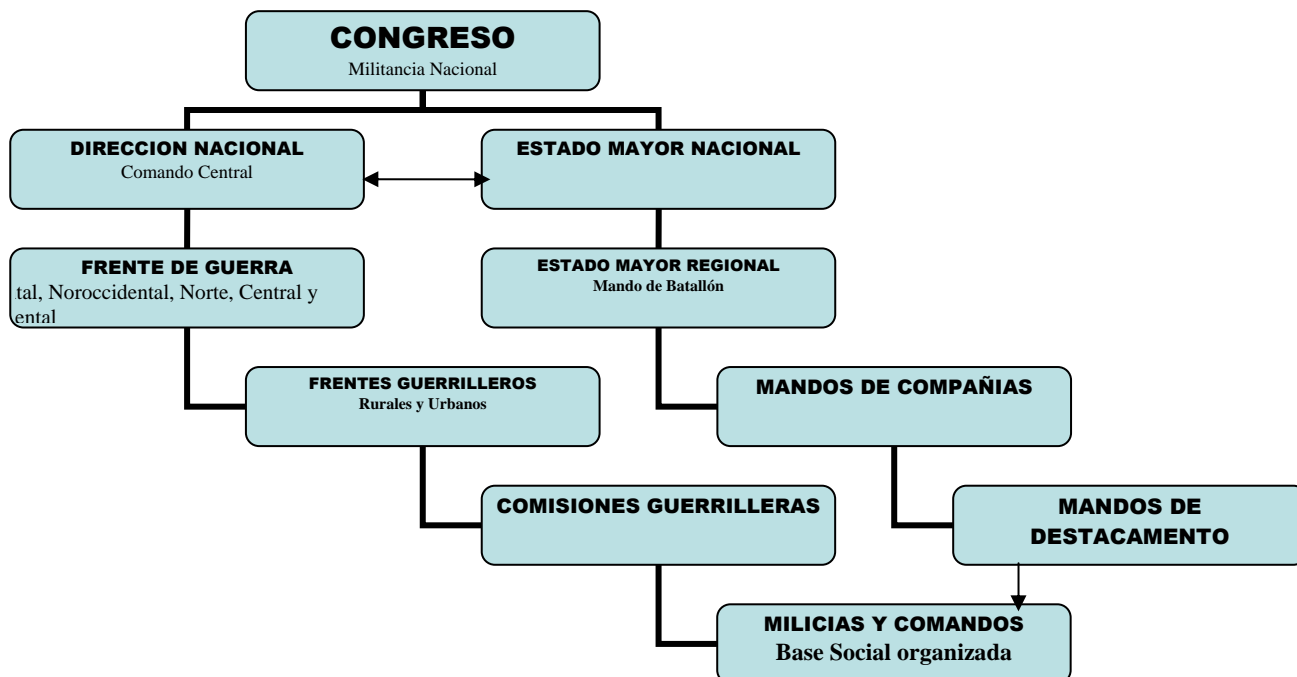 CONGRESO
Militancia Nacional
DIRECCION NACIONAL
Comando Central
ESTADO MAYOR NACIONAL
FRENTE DE GUERRA
tal, Noroccidental, Norte, Central y
ental
ESTADO MAYOR REGIONAL
Mando de Batallón
FRENTES GUERRILLEROS
Rurales y Urbanos
MANDOS DE COMPAÑIAS
COMISIONES GUERRILLERAS
MANDOS DE
DESTACAMENTO
MILICIAS Y COMANDOS
Base Social organizada